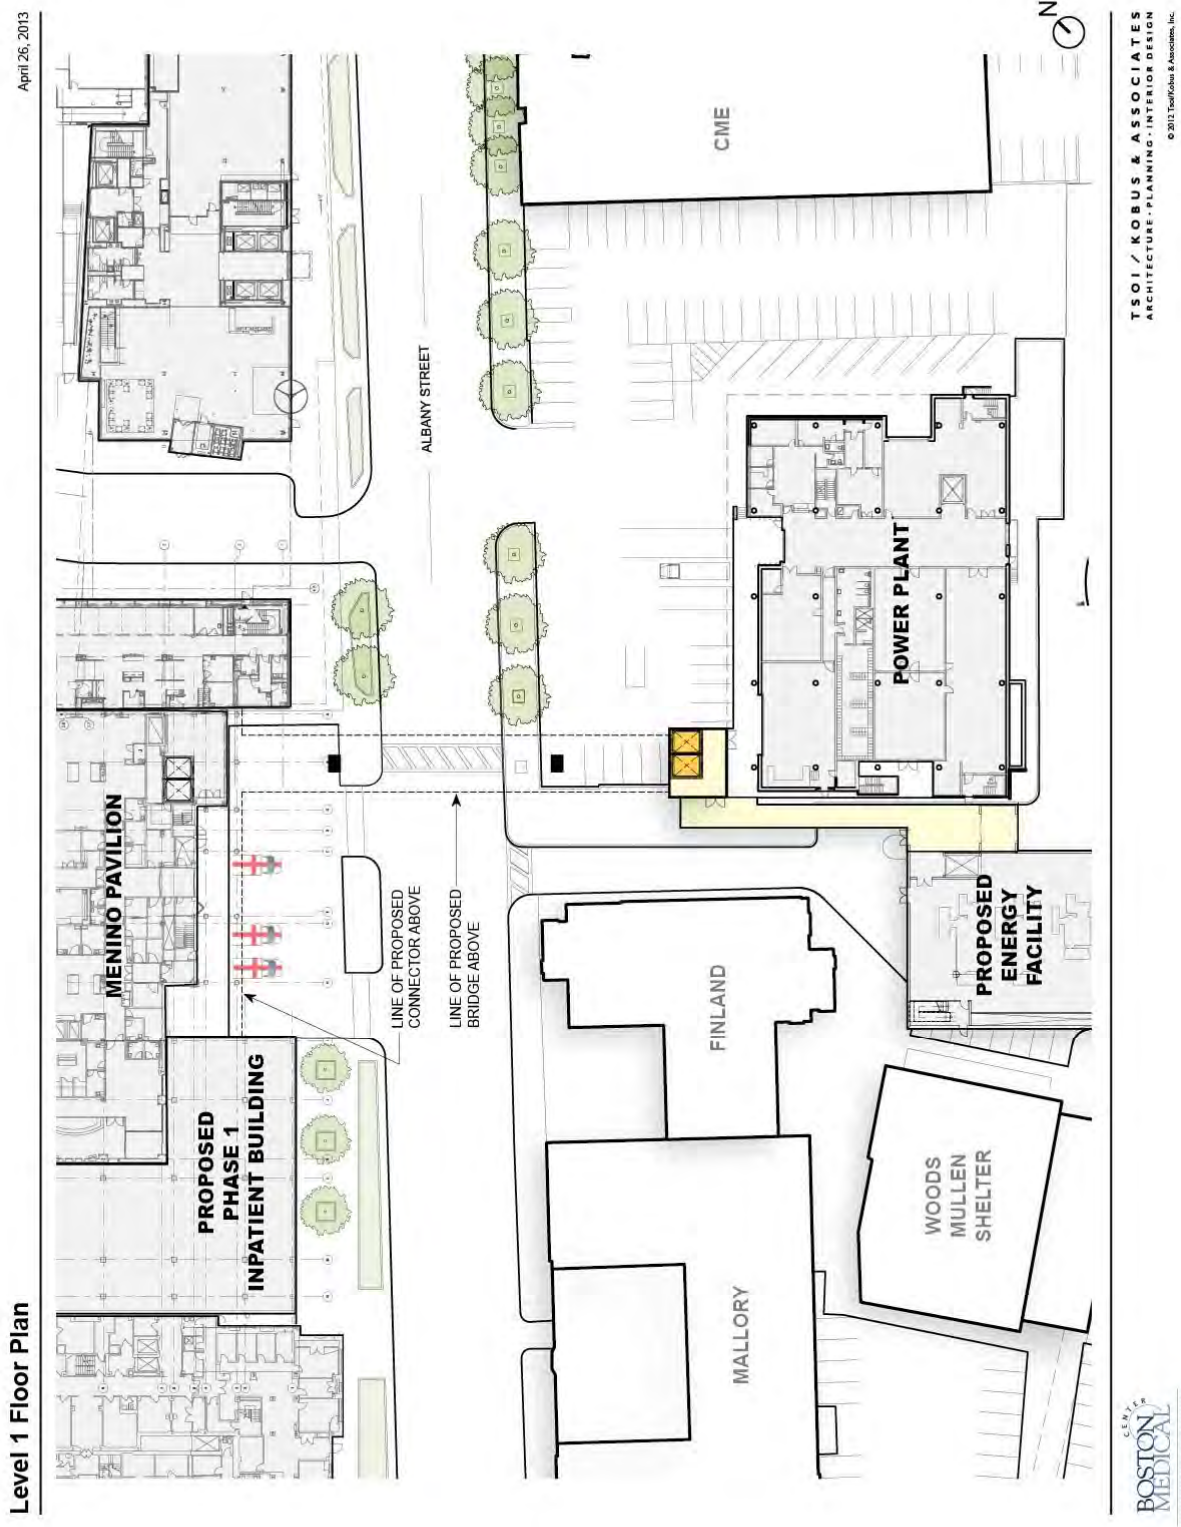 Level 1 Floor Plan
April 26, 2013
MENINO PAVILION
PROPOSED
PHASE 1
INPATIENT BUILDING
ALBANY STREET
LINE OF PROPOSED
CONNECTOR ABOVE
LINE OF PROPOSED
BRIDGE ABOVE
CME
POWER PLANT
PROPOSED
ENERGY
FACILITY
FINLAND
MALLORY
WOODS
MULLEN
SHELTER
N
BOSTON
MEDICAL
CENTER
TSOI / KOBUS & ASSOCIATES
ARCHITECTURE · PLANNING · INTERIOR DESIGN
© 2012 Tsoi/Kobus & Associates, Inc.